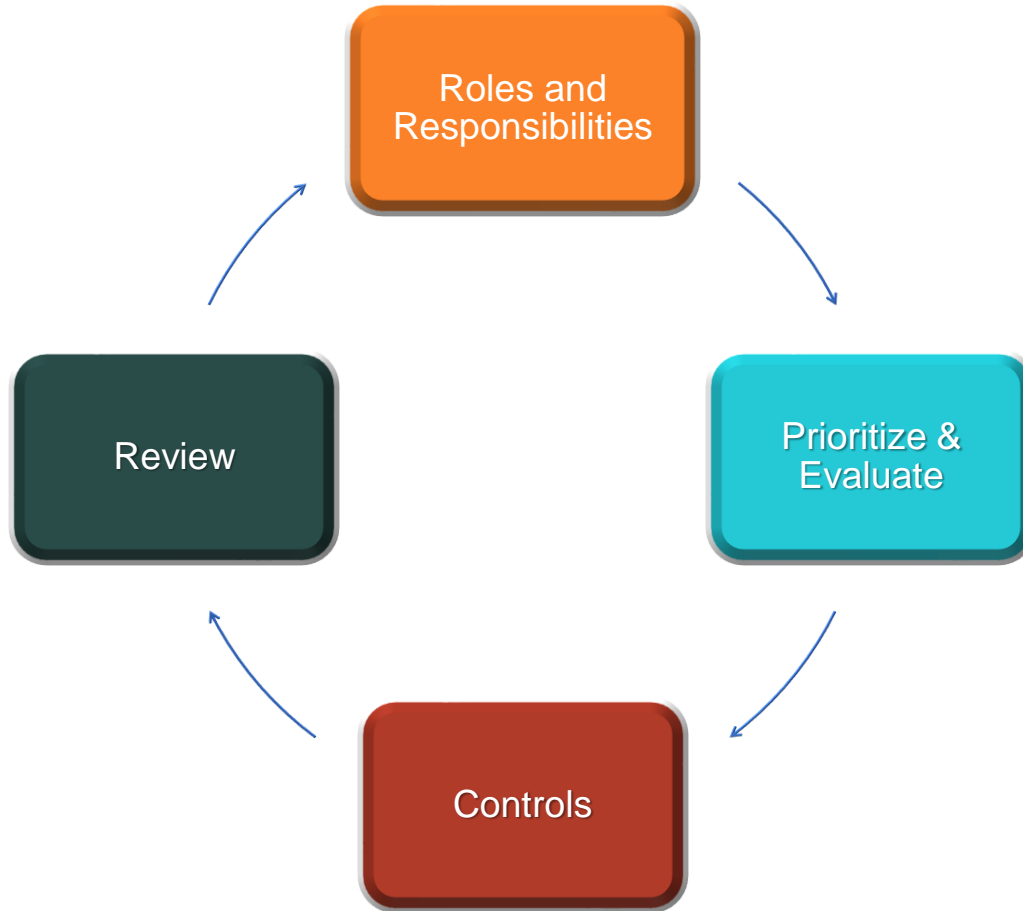 Roles and
Responsibilities
Prioritize &
Evaluate
Controls
Review